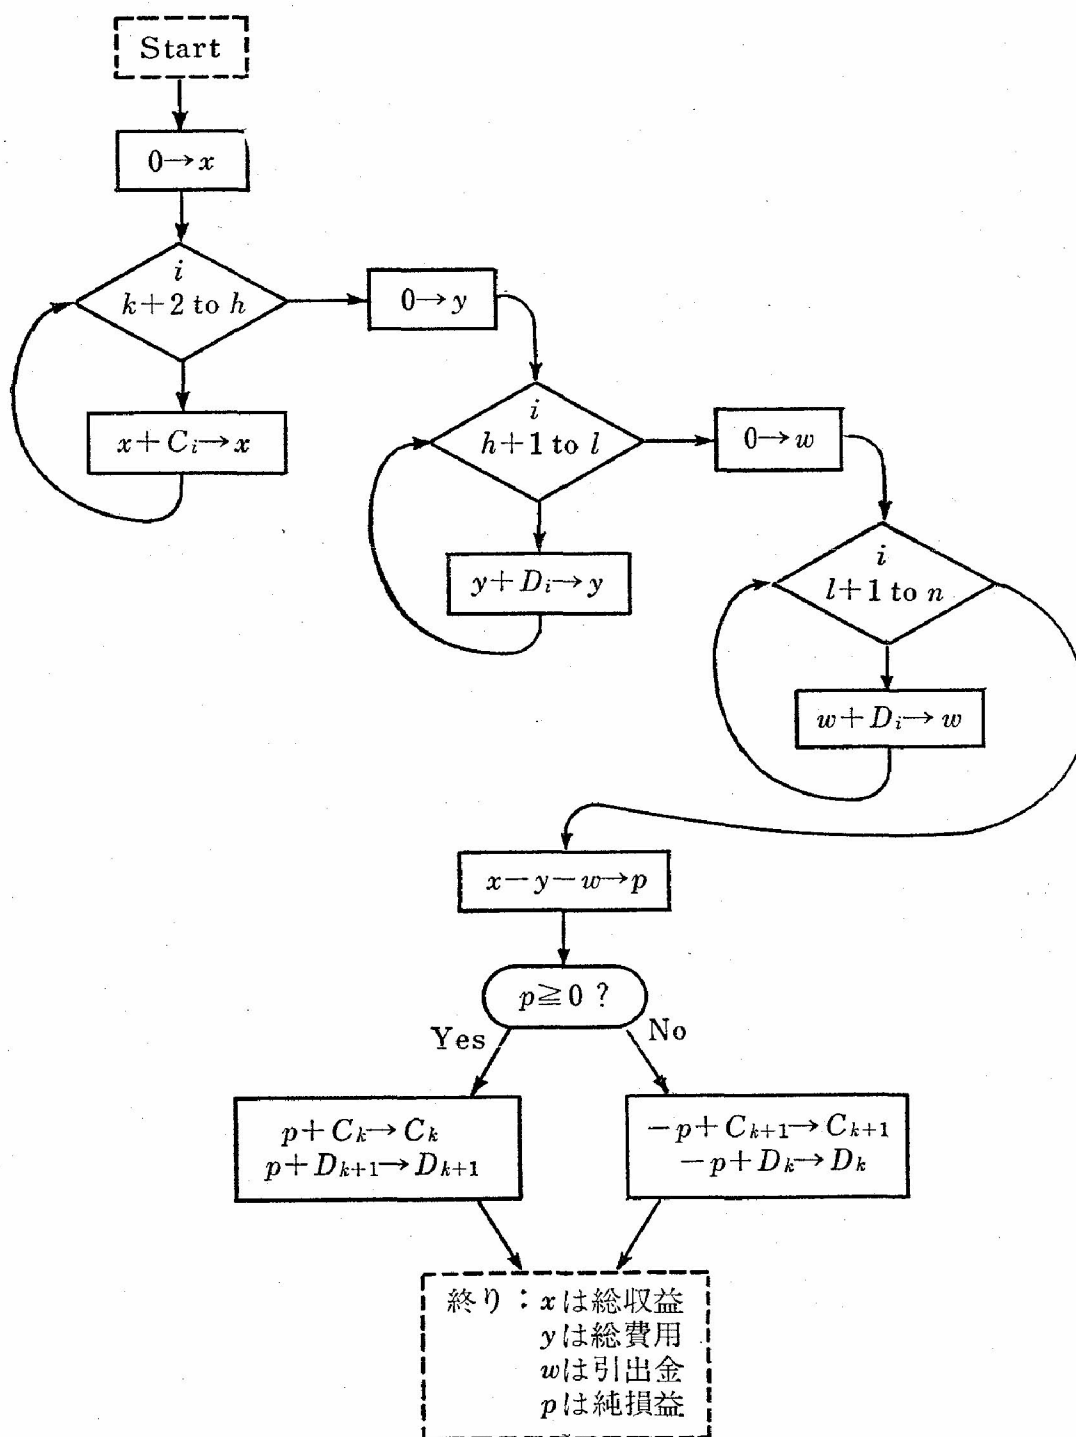 Start
0→x
i
k+2 to h
x+Cᵢ→x
0→y
i
h+1 to l
y+Dᵢ→y
0→w
i
l+1 to n
w+Dᵢ→w
x−y−w→p
p≧0 ?
Yes
No
p+Cₖ→Cₖ
p+Dₖ₊₁→Dₖ₊₁
−p+Cₖ₊₁→Cₖ₊₁
−p+Dₖ→Dₖ
終り：xは総収益
yは総費用
wは引出金
pは純損益